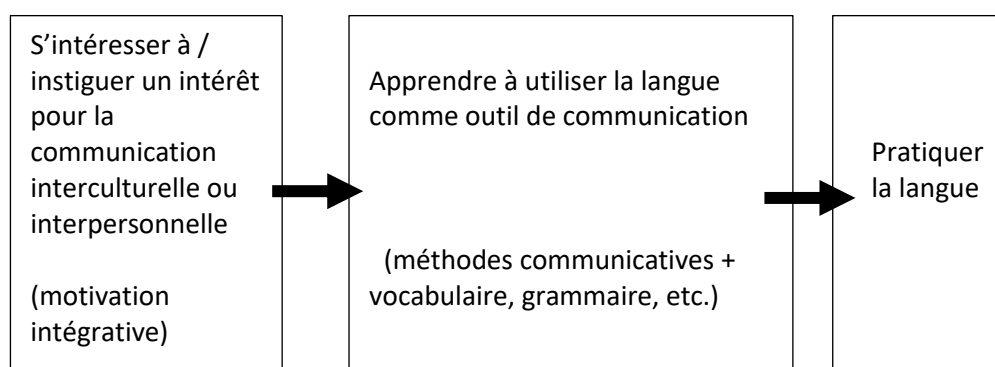 S’intéresser à /
instiguer un intérêt
pour la
communication
interculturelle ou
interpersonnelle
(motivation
intégrative)
Apprendre à utiliser la langue
comme outil de communication
(méthodes communicatives +
vocabulaire, grammaire, etc.)
Pratiquer
la langue